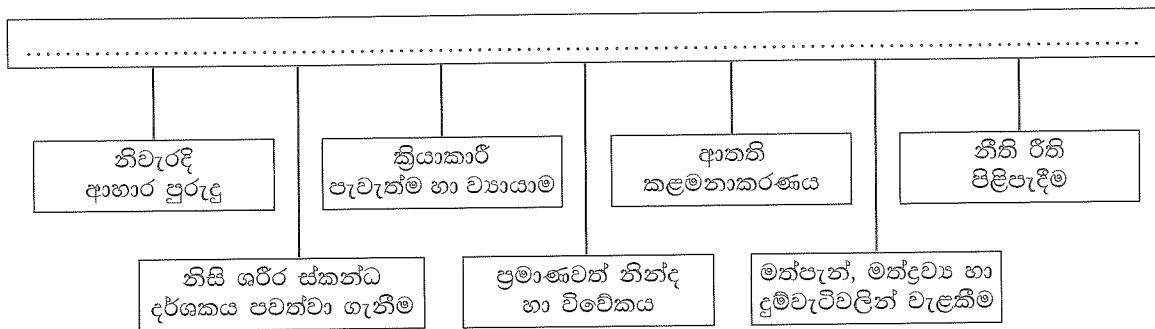 ................................................................................................................................
නිවැරදි
ආහාර පුරුදු
ක්‍රියාකාරී
පැවැත්ම හා ව්‍යායාම
ආතති
කළමනාකරණය
නීති රීති
පිළිපැදීම
නිසි ශරීර ස්කන්ධ
දර්ශකය පවත්වා ගැනීම
ප්‍රමාණවත් නින්ද
හා විවේකය
මත්පැන්, මත්ද්‍රව්‍ය හා
දුම්වැටිවලින් වැළකීම